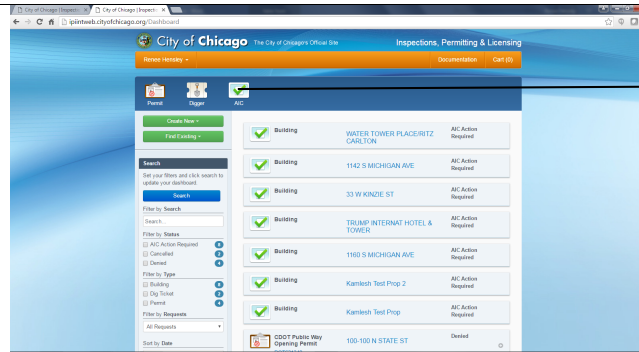 City of Chicago | Inspecti
City of Chicago | Inspecti
ipiintweb.cityofchicago.org/Dashboard
City of Chicago The City of Chicago's Official Site
Inspections, Permitting & Licensing
Renee Hensley
Documentation Cart (0)
Permit Digger AIC
Create New
Find Existing
Search
Set your filters and click search to
update your dashboard
Search
Filter by Search
Search...
Filter by Status
AIC Action Required
Cancelled 2
Denied 4
Filter by Type
Building
Dig Ticket 2
Permit 4
Filter by Requests
All Requests
Sort by Date
Building WATER TOWER PLACE/RITZ CARLTON AIC Action Required
Building 1142 S MICHIGAN AVE AIC Action Required
Building 33 W KINZIE ST AIC Action Required
Building TRUMP INTERNAT HOTEL & TOWER AIC Action Required
Building 1160 S MICHIGAN AVE AIC Action Required
Building Kamlesh Test Prop 2 AIC Action Required
Building Kamlesh Test Prop AIC Action Required
CDOT Public Way Opening Permit 100-100 N STATE ST Denied